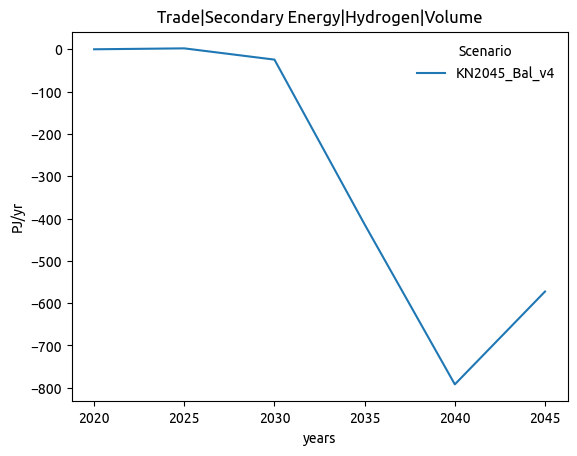 Trade|Secondary Energy|Hydrogen|Volume
Scenario
KN2045_Bal_v4
0
−100
−200
−300
−400
−500
−600
−700
−800
PJ/yr
2020 2025 2030 2035 2040 2045
years